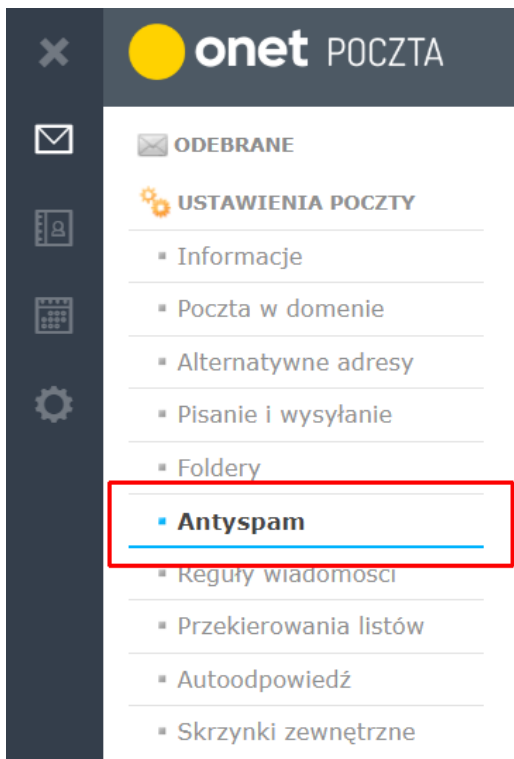 onet POCZTA
ODEBRANE
USTAWIENIA POCZTY
Informacje
Poczta w domenie
Alternatywne adresy
Pisanie i wysyłanie
Foldery
Antyspam
Reguły wiadomości
Przekierowania listów
Autoodpowiedź
Skrzynki zewnętrzne